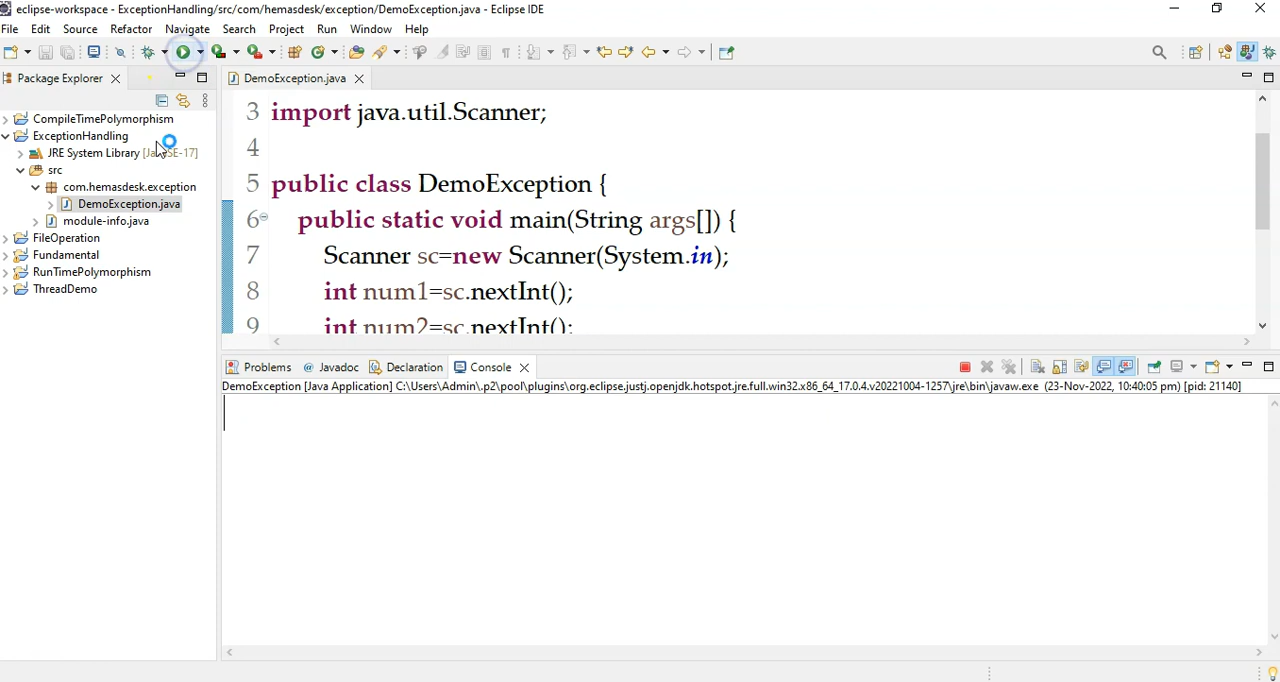 eclipse-workspace - ExceptionHandling/src/com/hemasdesk/exception/DemoException.java - Eclipse IDE
File Edit Source Refactor Navigate Search Project Run Window Help
Package Explorer
CompileTimePolymorphism
ExceptionHandling
JRE System Library
src
com.hemasdesk.exception
DemoException.java
module-info.java
FileOperation
Fundamental
RunTimePolymorphism
ThreadDemo
DemoException.java
3 import java.util.Scanner;
4
5 public class DemoException {
6 public static void main(String args[]) {
7 Scanner sc=new Scanner(System.in);
8 int num1=sc.nextInt();
9 int num2=sc.nextInt();
Problems @ Javadoc Declaration Console
DemoException [Java Application] C:\Users\Admin\.p2\pool\plugins\org.eclipse.justj.openjdk.hotspot.jre.full.win32.x86_64_17.0.4.v20221004-1257\jre\bin\javaw.exe (23-Nov-2022, 10:40:05 pm) [pid: 21140]